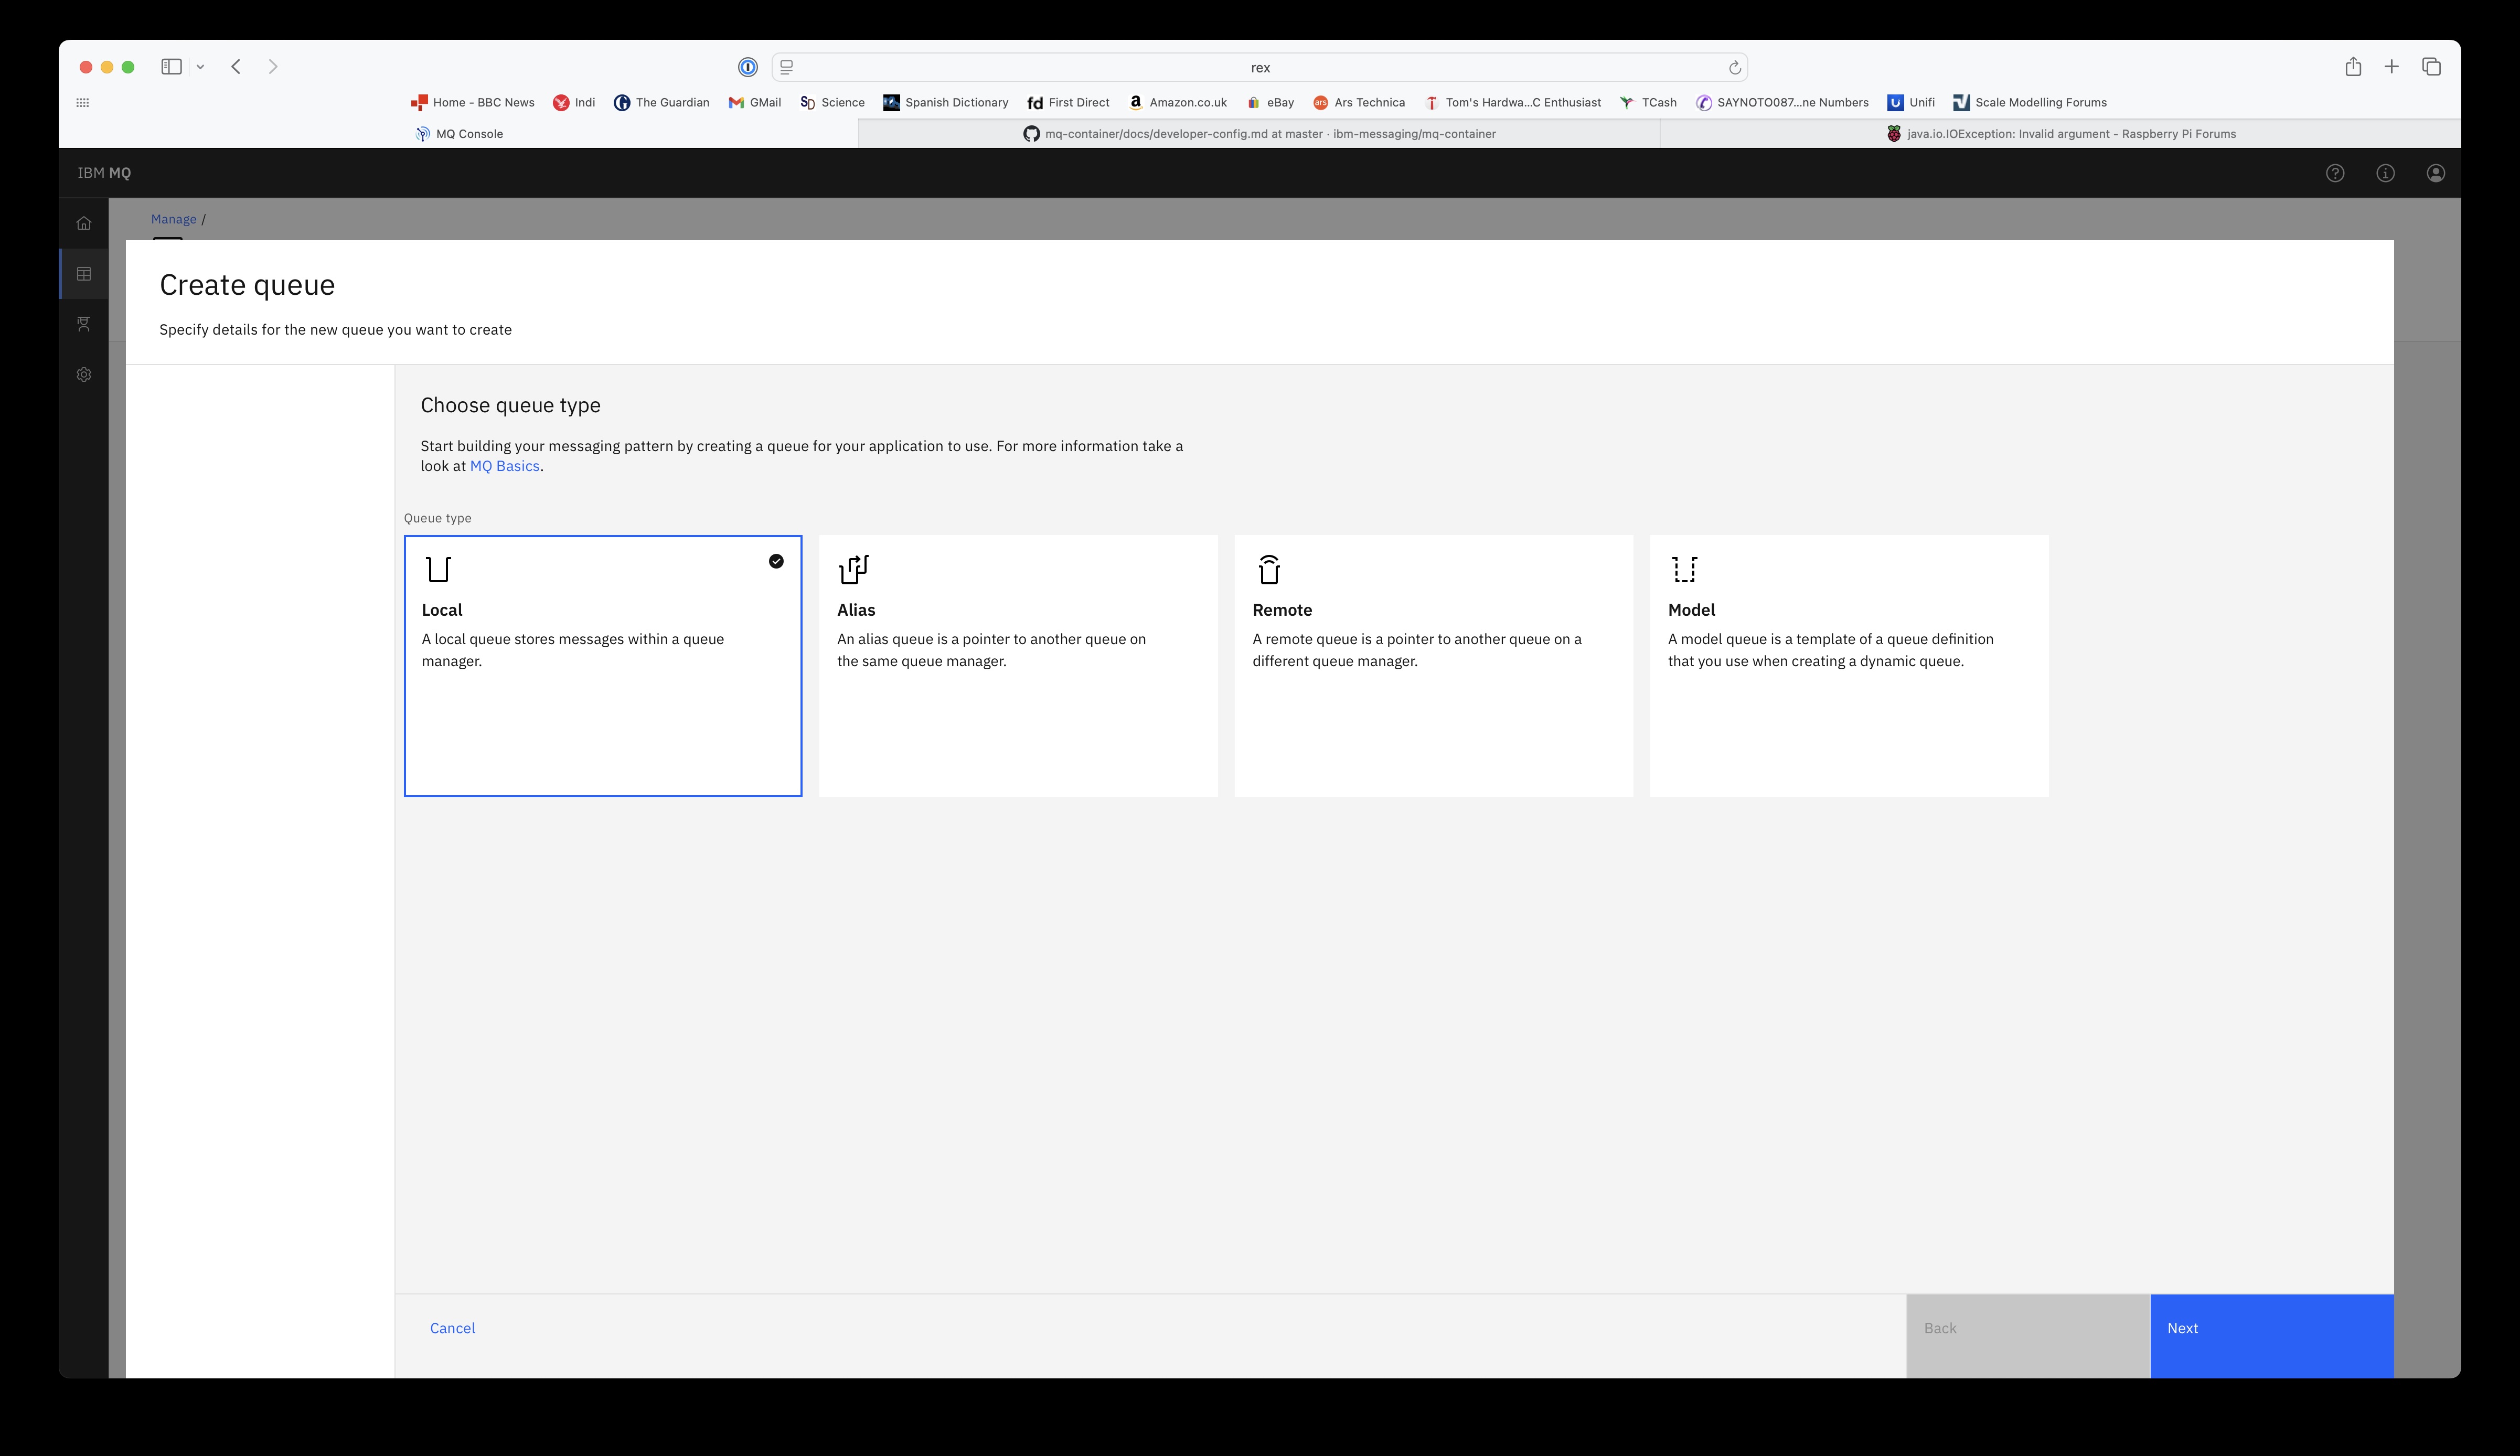 rex
Home - BBC News
Indi
The Guardian
GMail
Science
Spanish Dictionary
First Direct
Amazon.co.uk
eBay
Ars Technica
Tom's Hardwa...C Enthusiast
TCash
SAYNOTO087...ne Numbers
Unifi
Scale Modelling Forums
MQ Console
mq-container/docs/developer-config.md at master · ibm-messaging/mq-container
java.io.IOException: Invalid argument - Raspberry Pi Forums
IBM MQ
Manage /
Create queue
Specify details for the new queue you want to create
Choose queue type
Start building your messaging pattern by creating a queue for your application to use. For more information take a
look at MQ Basics.
Queue type
Local
A local queue stores messages within a queue
manager.
Alias
An alias queue is a pointer to another queue on
the same queue manager.
Remote
A remote queue is a pointer to another queue on a
different queue manager.
Model
A model queue is a template of a queue definition
that you use when creating a dynamic queue.
Cancel
Back
Next